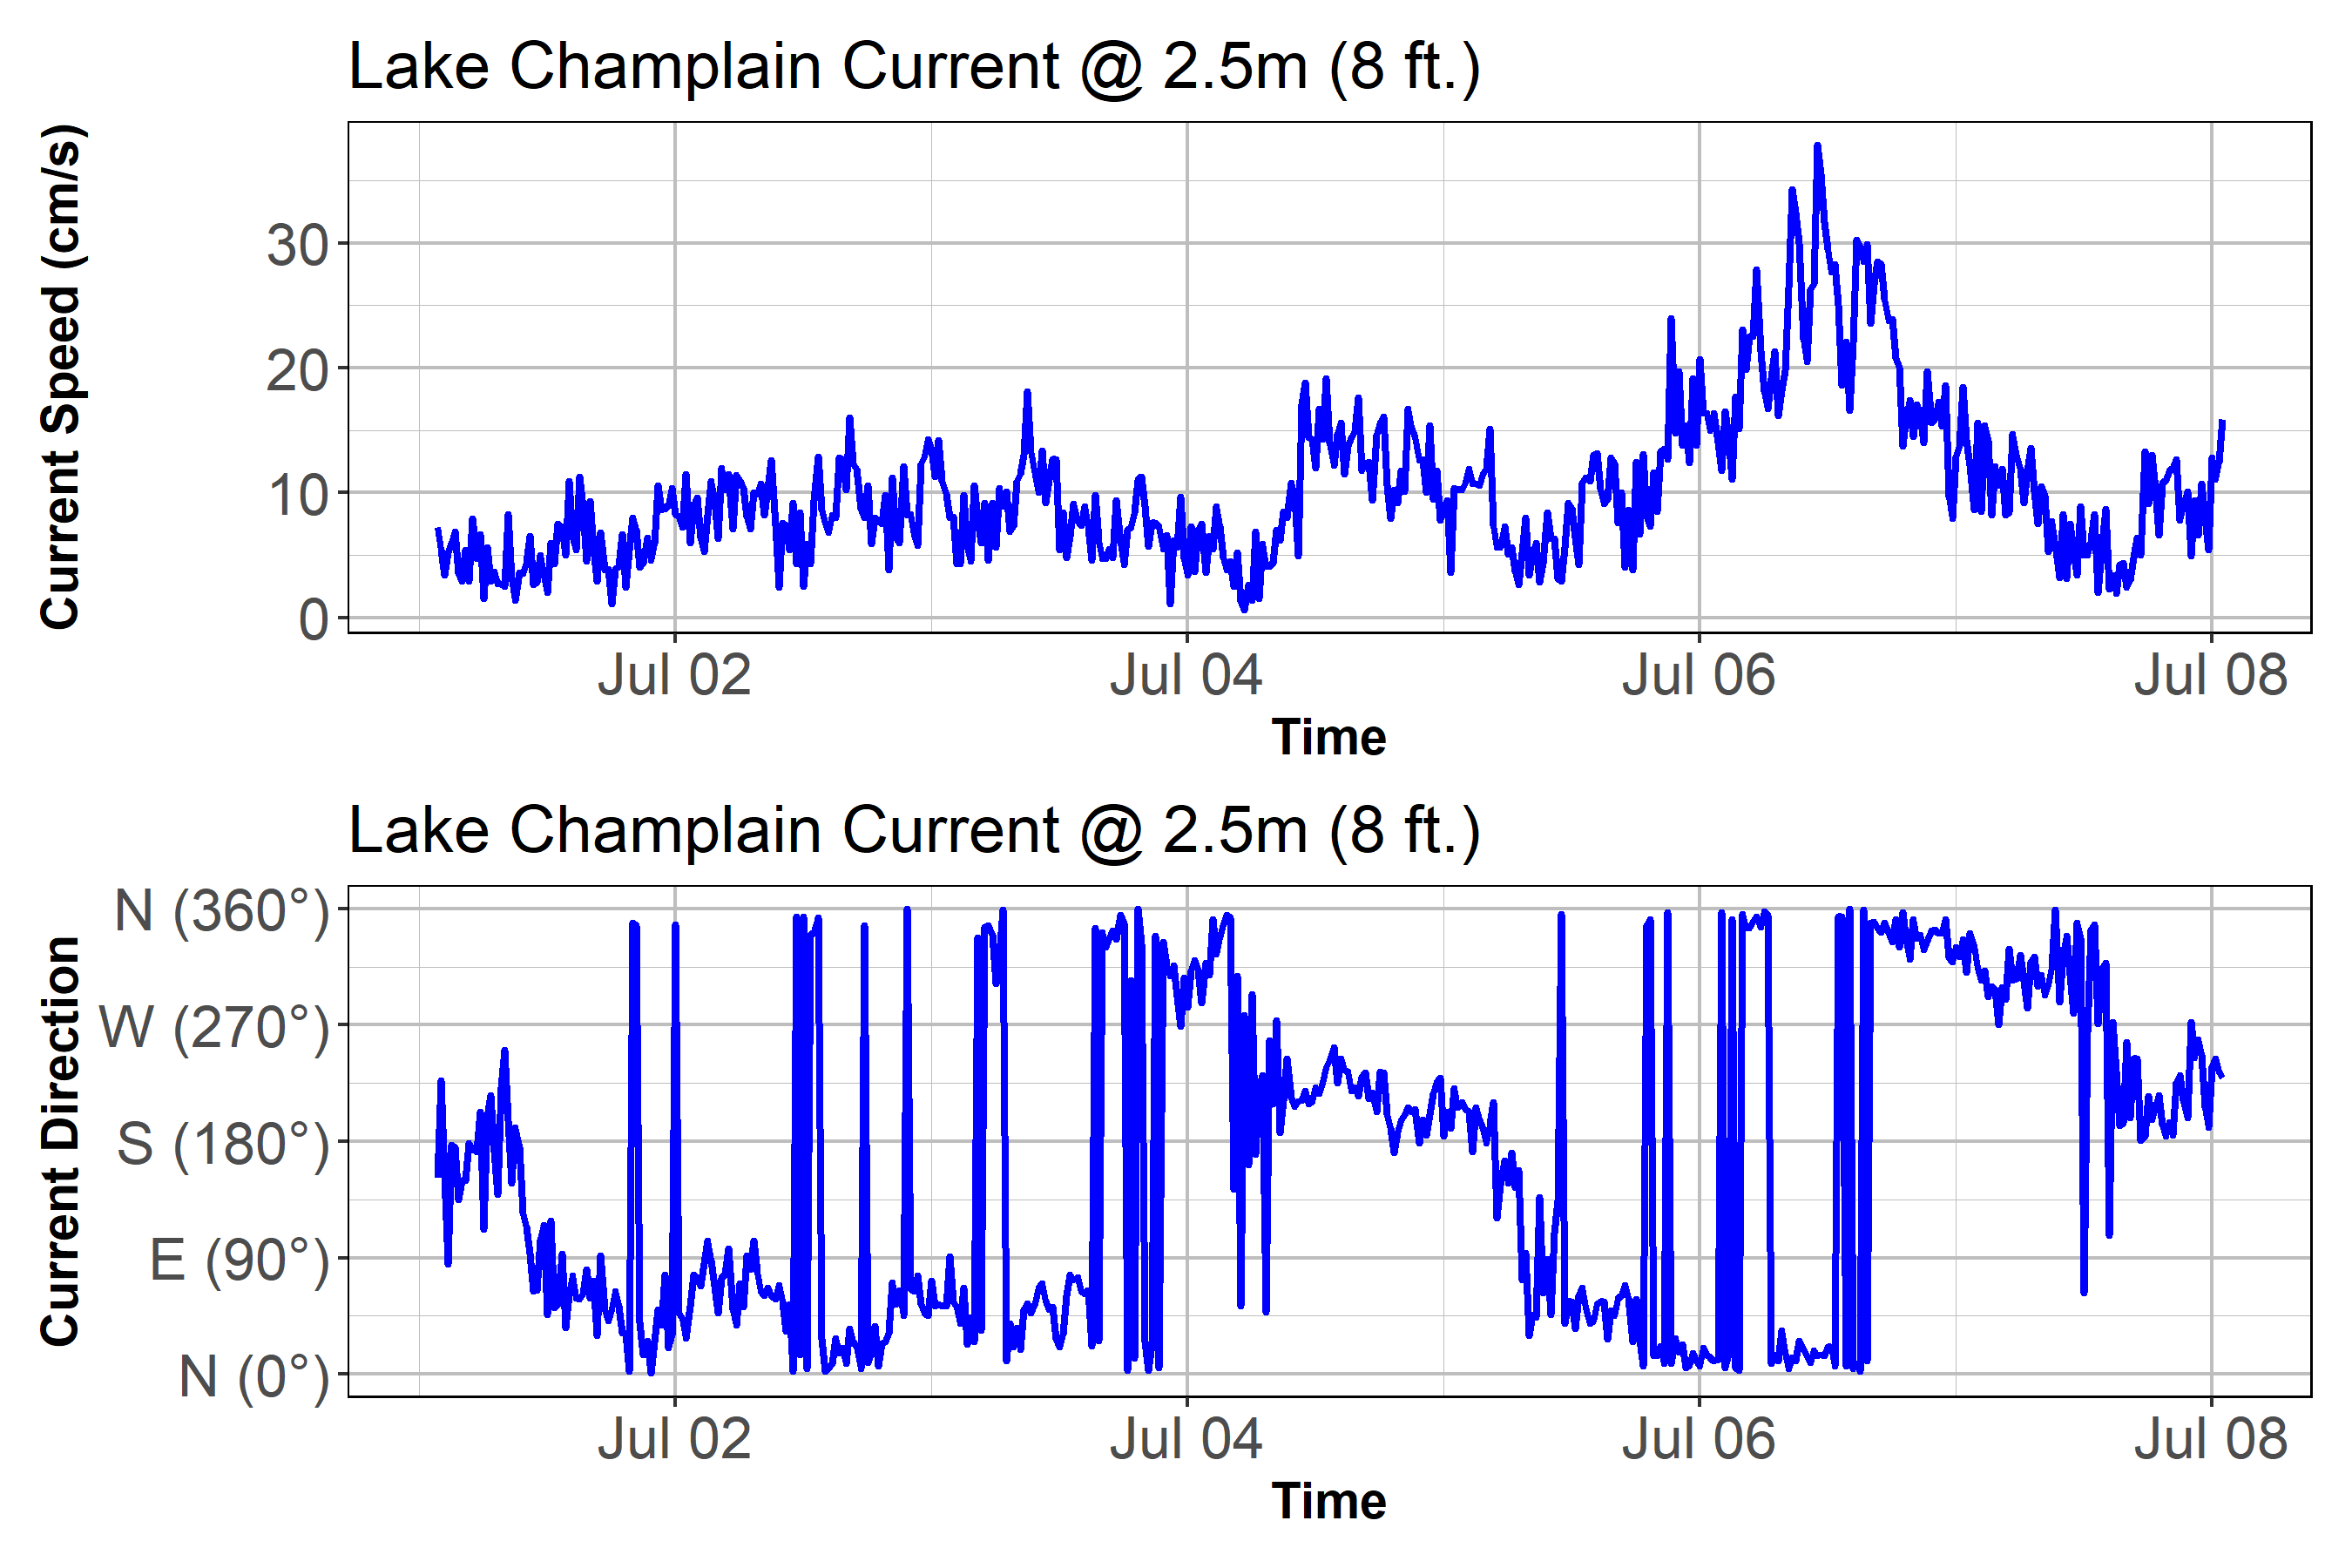 Lake Champlain Current @ 2.5m (8 ft.)
Current Speed (cm/s)
30
20
10
0
Jul 02 Jul 04 Jul 06 Jul 08
Time
Lake Champlain Current @ 2.5m (8 ft.)
Current Direction
N (360°)
W (270°)
S (180°)
E (90°)
N (0°)
Jul 02 Jul 04 Jul 06 Jul 08
Time